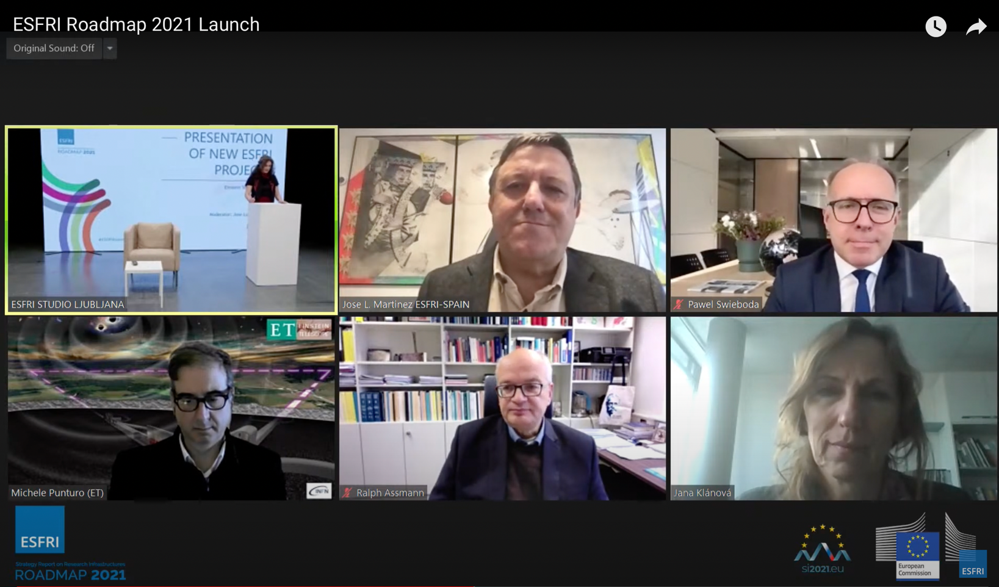 ESFRI Roadmap 2021 Launch
Original Sound: Off
ESFRI
ROADMAP 2021
PRESENTATION
OF NEW ESFRI
PROJE
ESFRI STUDIO LJUBLJANA
Jose L. Martinez ESFRI-SPAIN
Pawel Swieboda
ET EINSTEIN
TELESCOPE
Michele Punturo (ET)
INFN
Ralph Assmann
Jana Klánová
ESFRI
Strategy Report on Research Infrastructures
ROADMAP 2021
si2021.eu
European
Commission
ESFRI